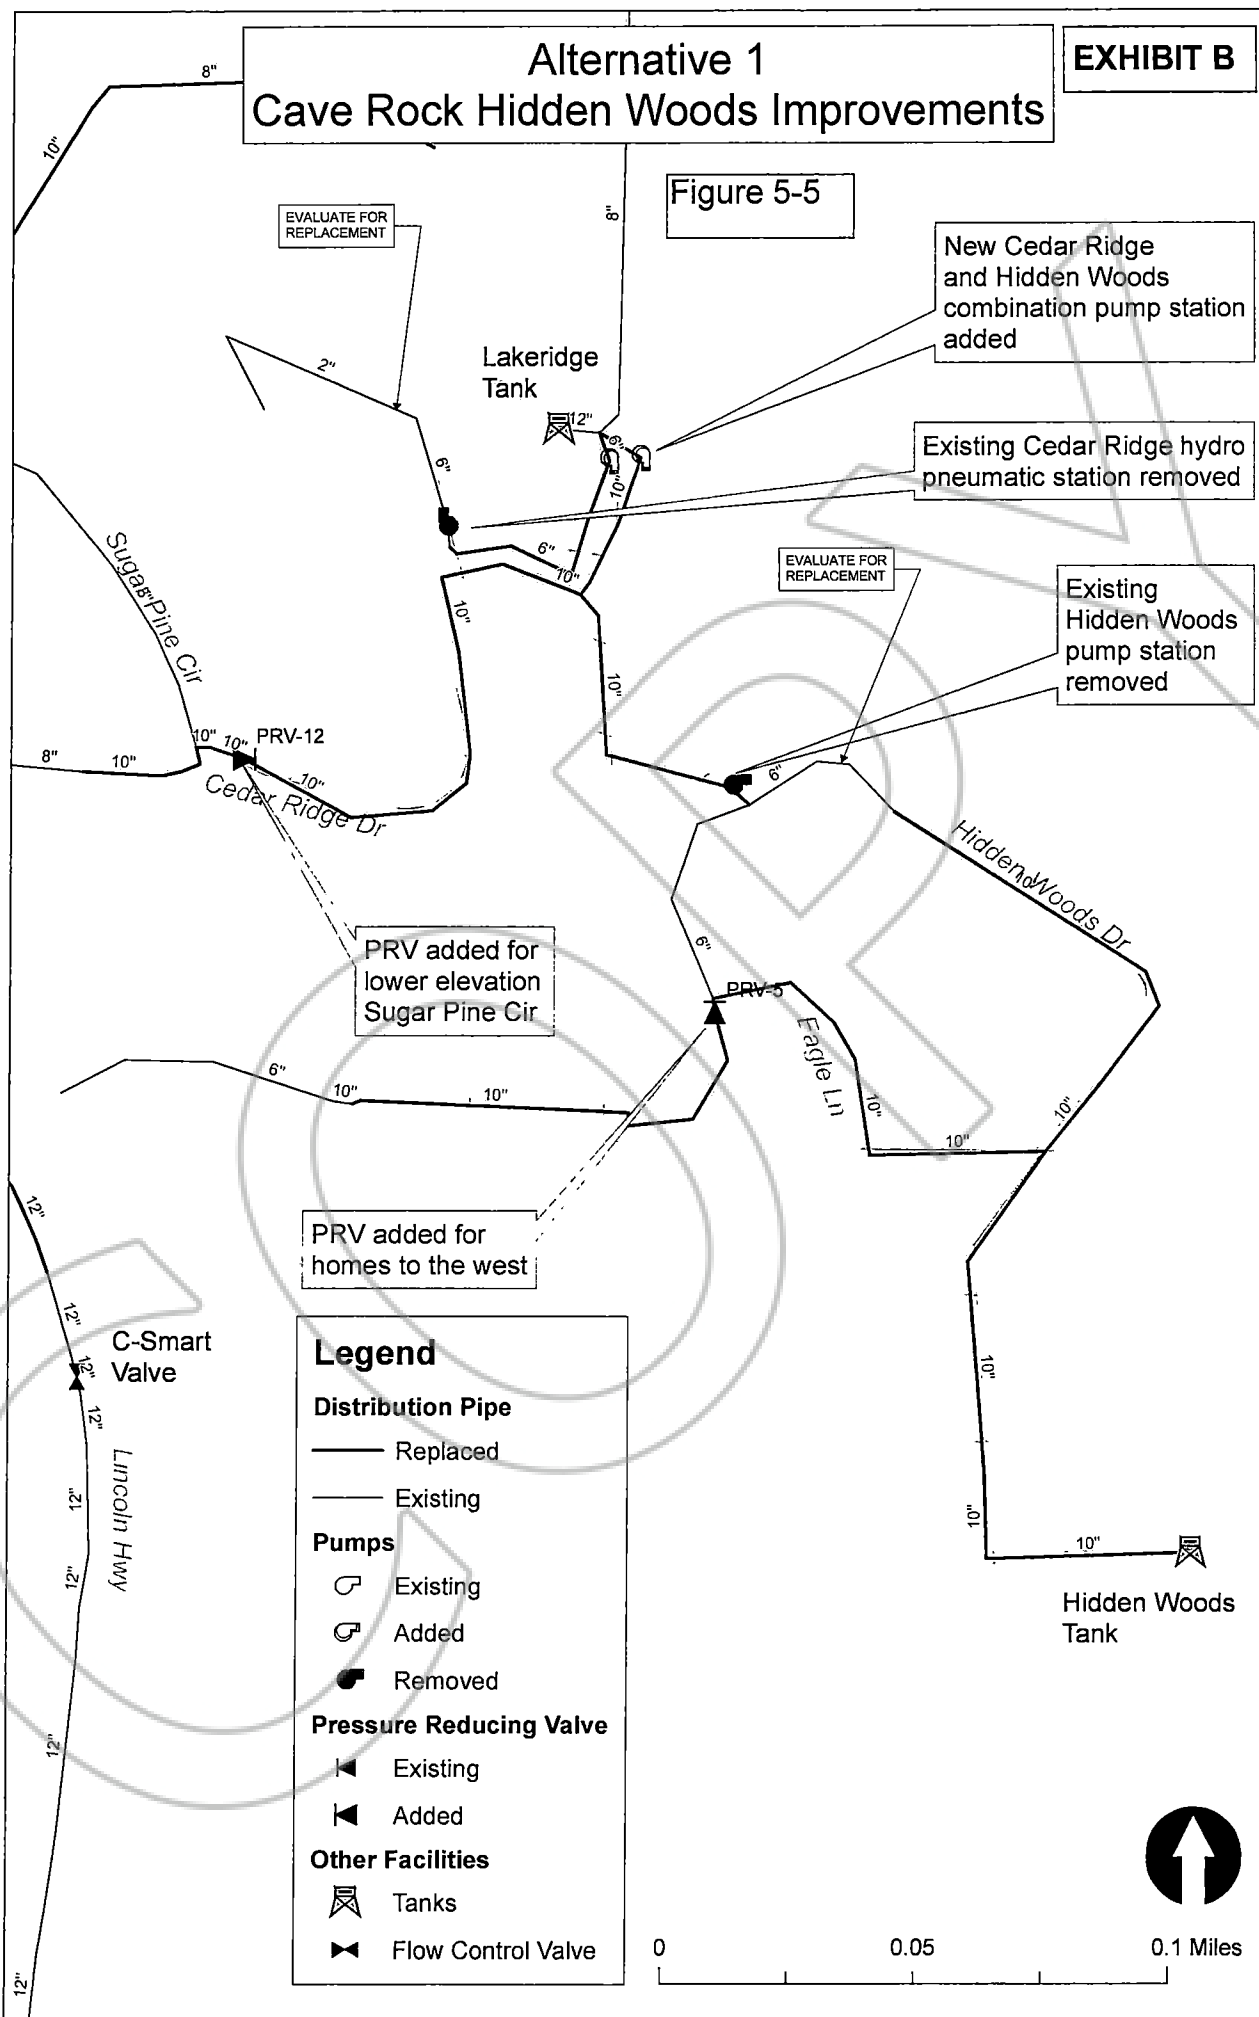 Alternative 1
Cave Rock Hidden Woods Improvements
EXHIBIT B
Figure 5-5
8"
10"
8"
EVALUATE FOR
REPLACEMENT
New Cedar Ridge
and Hidden Woods
combination pump station
added
2"
Lakeridge
Tank
12"
6"
6"
10"
Existing Cedar Ridge hydro
pneumatic station removed
6"
10"
EVALUATE FOR
REPLACEMENT
Existing
Hidden Woods
pump station
removed
Sugar Pine Cir
8"
10"
10"
10"
10"
PRV-12
8"
10"
10"
Cedar Ridge Dr
6"
Hidden Woods Dr
10
PRV added for
lower elevation
Sugar Pine Cir
6"
PRV-5
Eagle Ln
10"
10"
10"
6"
10"
10"
PRV added for
homes to the west
12"
12"
12"
C-Smart
Valve
12"
Lincoln Hwy
12"
12"
12"
12"
10"
10"
10"
Hidden Woods
Tank
Legend
Distribution Pipe
Replaced
Existing
Pumps
Existing
Added
Removed
Pressure Reducing Valve
Existing
Added
Other Facilities
Tanks
Flow Control Valve
0 0.05 0.1 Miles
COPY